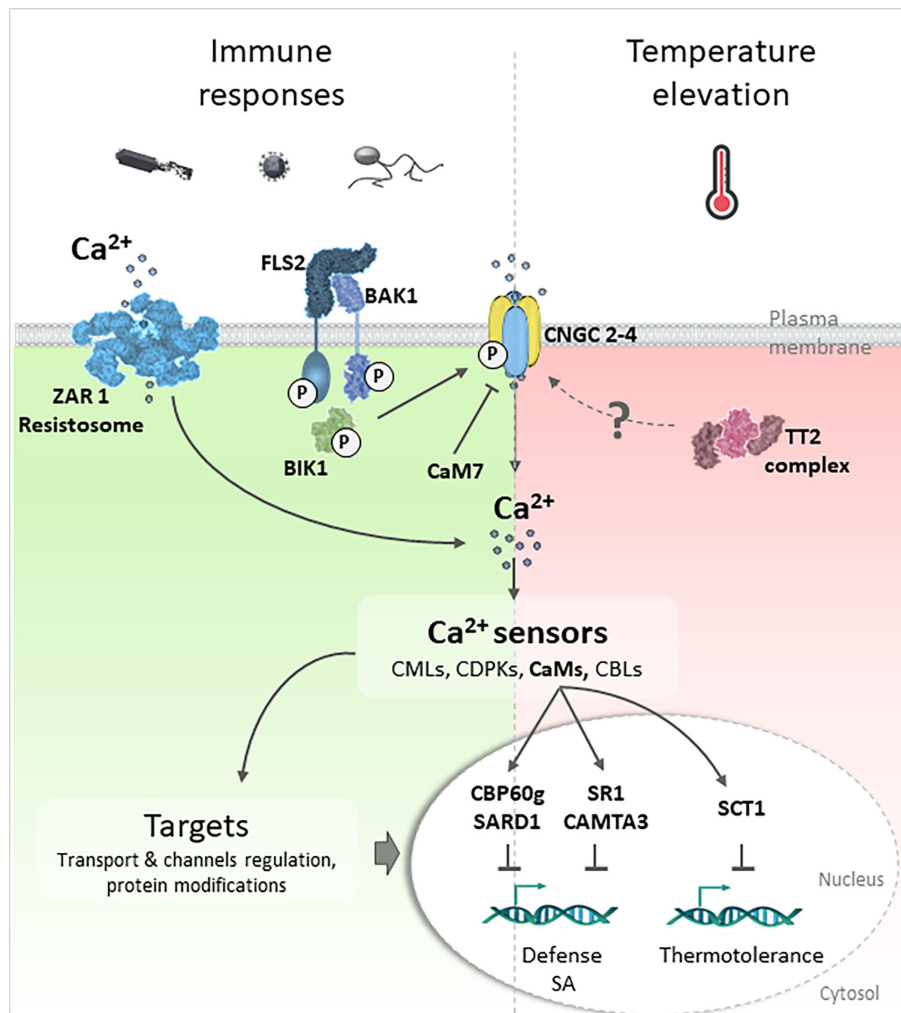 Immune
responses
Temperature
elevation
Ca²⁺
FLS2
BAK1
CNGC 2-4
Plasma
membrane
P
P
P
P
ZAR 1
Resistosome
BIK1
CaM7
?
TT2
complex
Ca²⁺
Ca²⁺ sensors
CMLs, CDPKs, CaMs, CBLs
Targets
Transport & channels regulation,
protein modifications
CBP60g
SARD1
SR1
CAMTA3
SCT1
Nucleus
Defense
SA
Thermotolerance
Cytosol